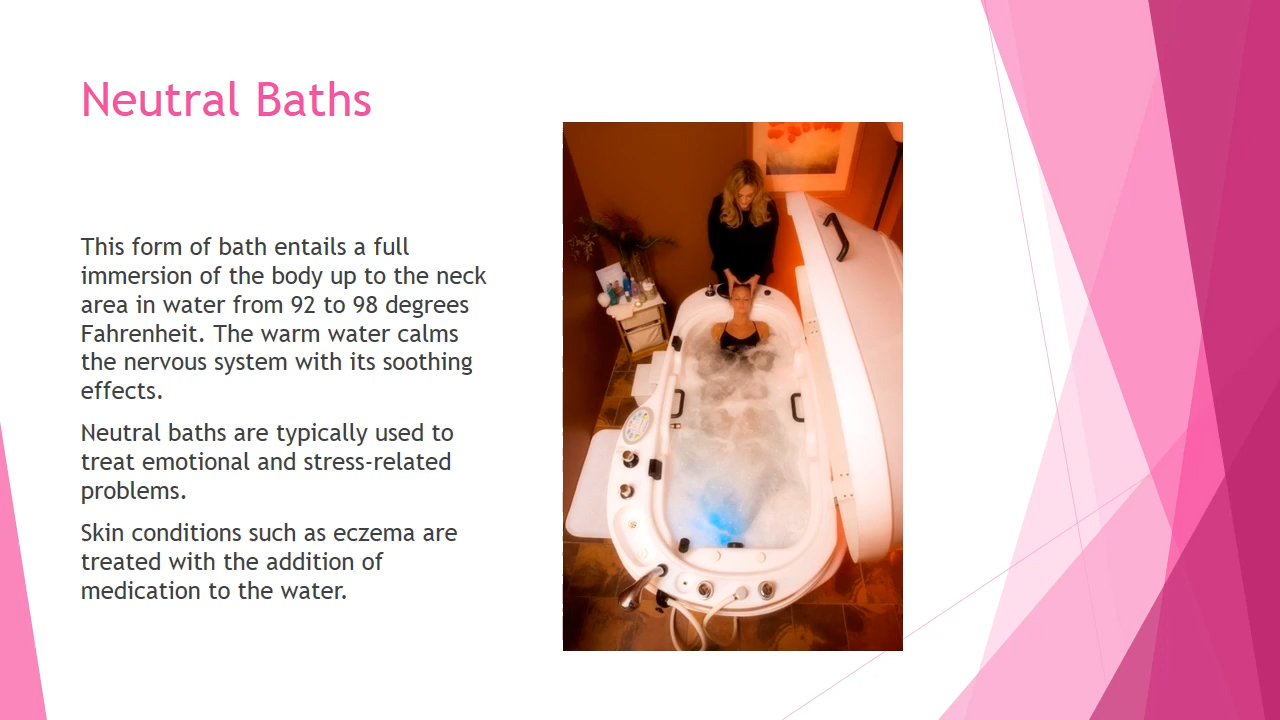 Neutral Baths
This form of bath entails a full
immersion of the body up to the neck
area in water from 92 to 98 degrees
Fahrenheit. The warm water calms
the nervous system with its soothing
effects.
Neutral baths are typically used to
treat emotional and stress-related
problems.
Skin conditions such as eczema are
treated with the addition of
medication to the water.